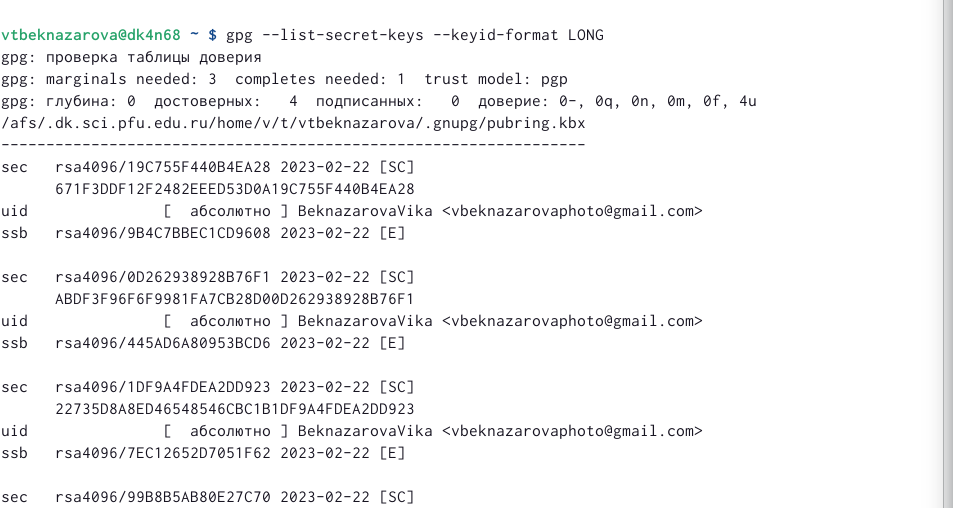 vtbeknazarova@dk4n68 ~ $ gpg --list-secret-keys --keyid-format LONG
gpg: проверка таблицы доверия
gpg: marginals needed: 3  completes needed: 1  trust model: pgp
gpg: глубина: 0  достоверных:   4  подписанных:   0  доверие: 0-, 0q, 0n, 0m, 0f, 4u
/afs/.dk.sci.pfu.edu.ru/home/v/t/vtbeknazarova/.gnupg/pubring.kbx
-----------------------------------------------------------------
sec   rsa4096/19C755F440B4EA28 2023-02-22 [SC]
      671F3DDF12F2482EEED53D0A19C755F440B4EA28
uid               [  абсолютно ] BeknazarovaVika <vbeknazarovaphoto@gmail.com>
ssb   rsa4096/9B4C7BBEC1CD9608 2023-02-22 [E]

sec   rsa4096/0D262938928B76F1 2023-02-22 [SC]
      ABDF3F96F6F9981FA7CB28D00D262938928B76F1
uid               [  абсолютно ] BeknazarovaVika <vbeknazarovaphoto@gmail.com>
ssb   rsa4096/445AD6A80953BCD6 2023-02-22 [E]

sec   rsa4096/1DF9A4FDEA2DD923 2023-02-22 [SC]
      22735D8A8ED46548546CBC1B1DF9A4FDEA2DD923
uid               [  абсолютно ] BeknazarovaVika <vbeknazarovaphoto@gmail.com>
ssb   rsa4096/7EC12652D7051F62 2023-02-22 [E]

sec   rsa4096/99B8B5AB80E27C70 2023-02-22 [SC]